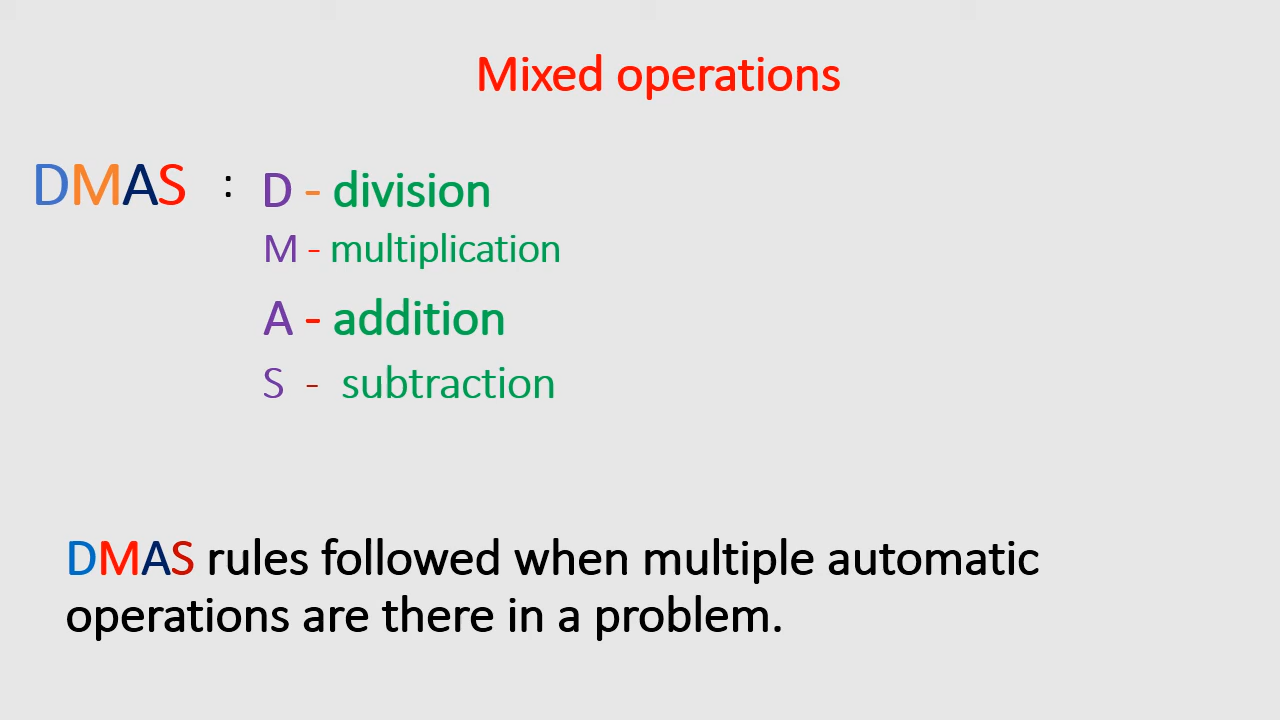 Mixed operations
DMAS : D - division
M - multiplication
A - addition
S - subtraction
DMAS rules followed when multiple automatic
operations are there in a problem.